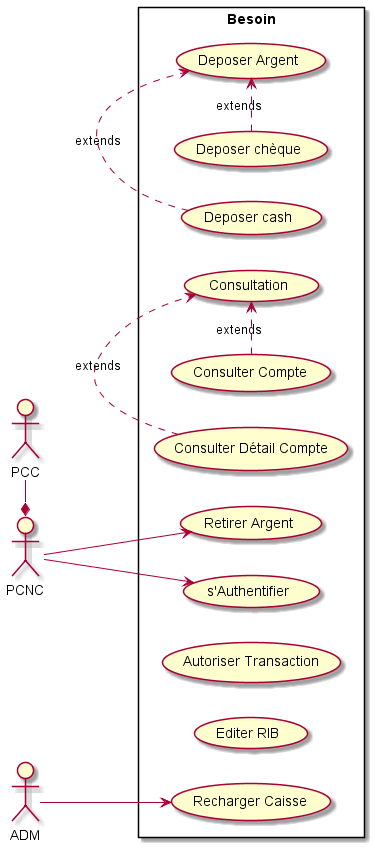 Besoin
Deposer Argent
extends
extends
Deposer chèque
Deposer cash
Consultation
extends
extends
Consulter Compte
Consulter Détail Compte
PCC
Retirer Argent
PCNC
s'Authentifier
Autoriser Transaction
Editer RIB
Recharger Caisse
ADM